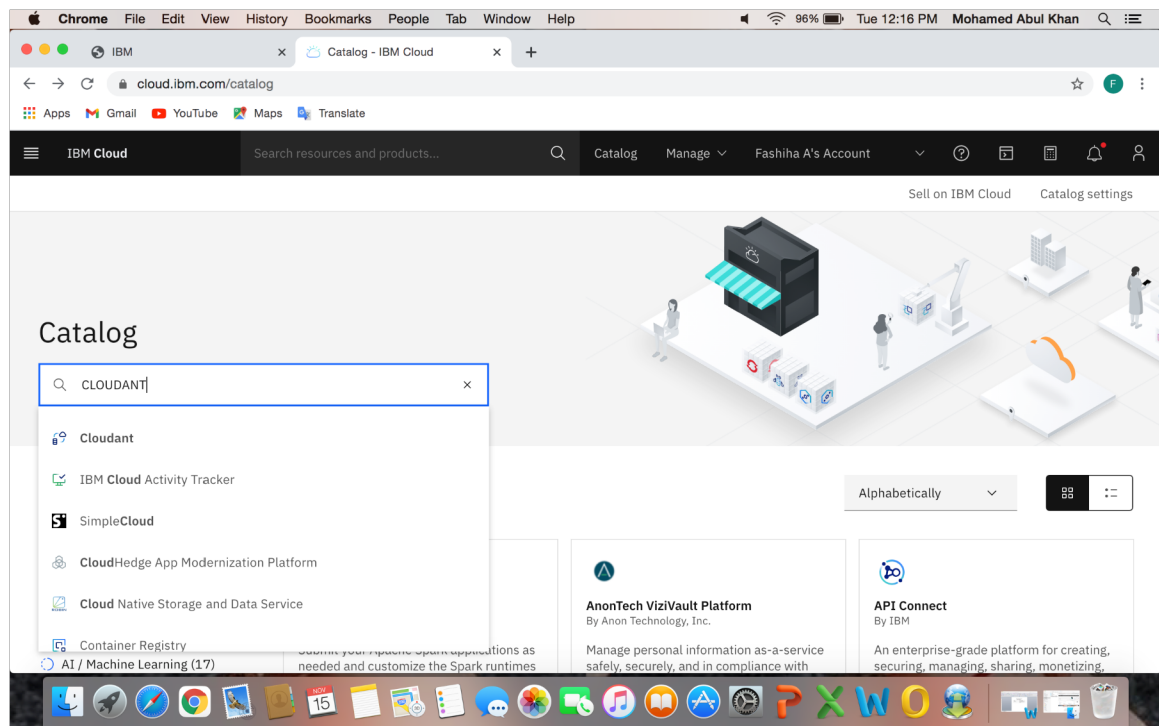 Chrome File Edit View History Bookmarks People Tab Window Help 96% Tue 12:16 PM Mohamed Abul Khan
IBM Catalog - IBM Cloud
cloud.ibm.com/catalog F
Apps Gmail YouTube Maps Translate
IBM Cloud Search resources and products... Catalog Manage Fashiha A's Account
Sell on IBM Cloud Catalog settings
Catalog
CLOUDANT
Cloudant
IBM Cloud Activity Tracker
Alphabetically
SimpleCloud
CloudHedge App Modernization Platform
Cloud Native Storage and Data Service
Container Registry
AI / Machine Learning (17)
Submit your Apache Spark applications as
needed and customize the Spark runtimes
AnonTech ViziVault Platform
By Anon Technology, Inc.
Manage personal information as-a-service
safely, securely, and in compliance with
API Connect
By IBM
An enterprise-grade platform for creating,
securing, managing, sharing, monetizing,
NOV
15